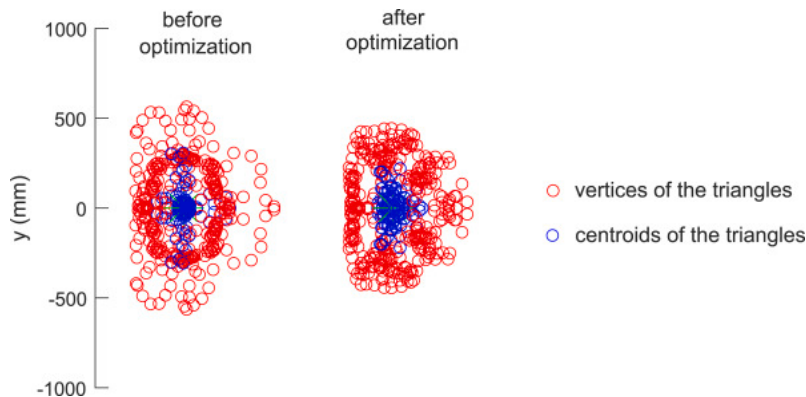 before
optimization
after
optimization
1000
500
0
-500
-1000
y (mm)
vertices of the triangles
centroids of the triangles